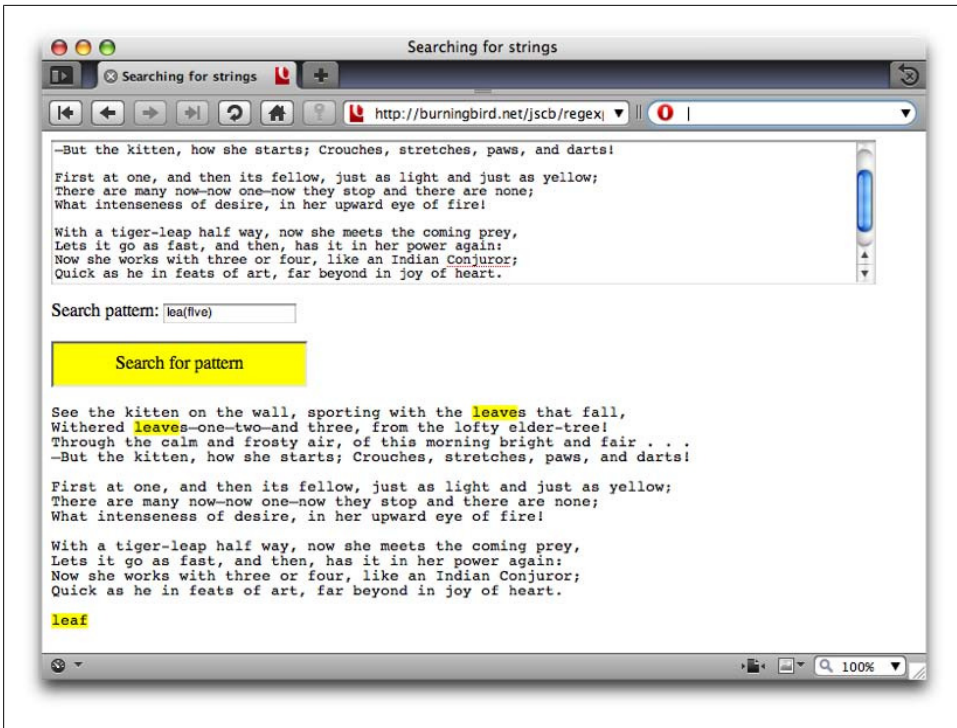 Searching for strings
Searching for strings
http://burningbird.net/jscb/regex
—But the kitten, how she starts; Crouches, stretches, paws, and darts!
First at one, and then its fellow, just as light and just as yellow;
There are many now—now one—now they stop and there are none;
What intenseness of desire, in her upward eye of fire!
With a tiger-leap half way, now she meets the coming prey,
Lets it go as fast, and then, has it in her power again:
Now she works with three or four, like an Indian Conjuror;
Quick as he in feats of art, far beyond in joy of heart.
Search pattern: lea(f|ve)
Search for pattern
See the kitten on the wall, sporting with the leaves that fall,
Withered leaves—one—two—and three, from the lofty elder-tree!
Through the calm and frosty air, of this morning bright and fair . . .
—But the kitten, how she starts; Crouches, stretches, paws, and darts!
First at one, and then its fellow, just as light and just as yellow;
There are many now—now one—now they stop and there are none;
What intenseness of desire, in her upward eye of fire!
With a tiger-leap half way, now she meets the coming prey,
Lets it go as fast, and then, has it in her power again:
Now she works with three or four, like an Indian Conjuror;
Quick as he in feats of art, far beyond in joy of heart.
leaf
100%